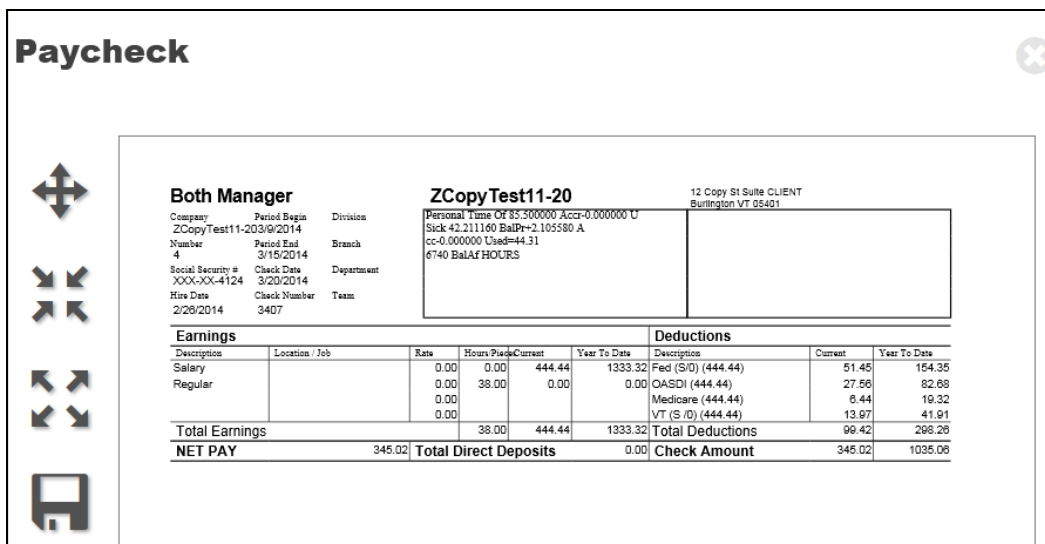 Paycheck
Both Manager ZCopyTest11-20 12 Copy St Suite CLIENT
Burlington VT 05401
Company Period Begin Division
ZCopyTest11-203/9/2014
Number Period End Branch
4 3/15/2014
Social Security # Check Date Department
XXX-XX-4124 3/20/2014
Hire Date Check Number Team
2/26/2014 3407
Personal Time Of 85.500000 Accr-0.000000 U
Sick 42.211160 BalPr+2.105580 A
cc-0.000000 Used=44.31
6740 BalAf HOURS
Earnings Deductions
Description Location / Job Rate Hours/Piece Current Year To Date Description Current Year To Date
Salary 0.00 0.00 444.44 1333.32 Fed (S/0) (444.44) 51.45 154.35
Regular 0.00 38.00 0.00 0.00 OASDI (444.44) 27.56 82.68
0.00 Medicare (444.44) 6.44 19.32
0.00 VT (S /0) (444.44) 13.97 41.91
Total Earnings 38.00 444.44 1333.32 Total Deductions 99.42 298.26
NET PAY 345.02 Total Direct Deposits 0.00 Check Amount 345.02 1035.06